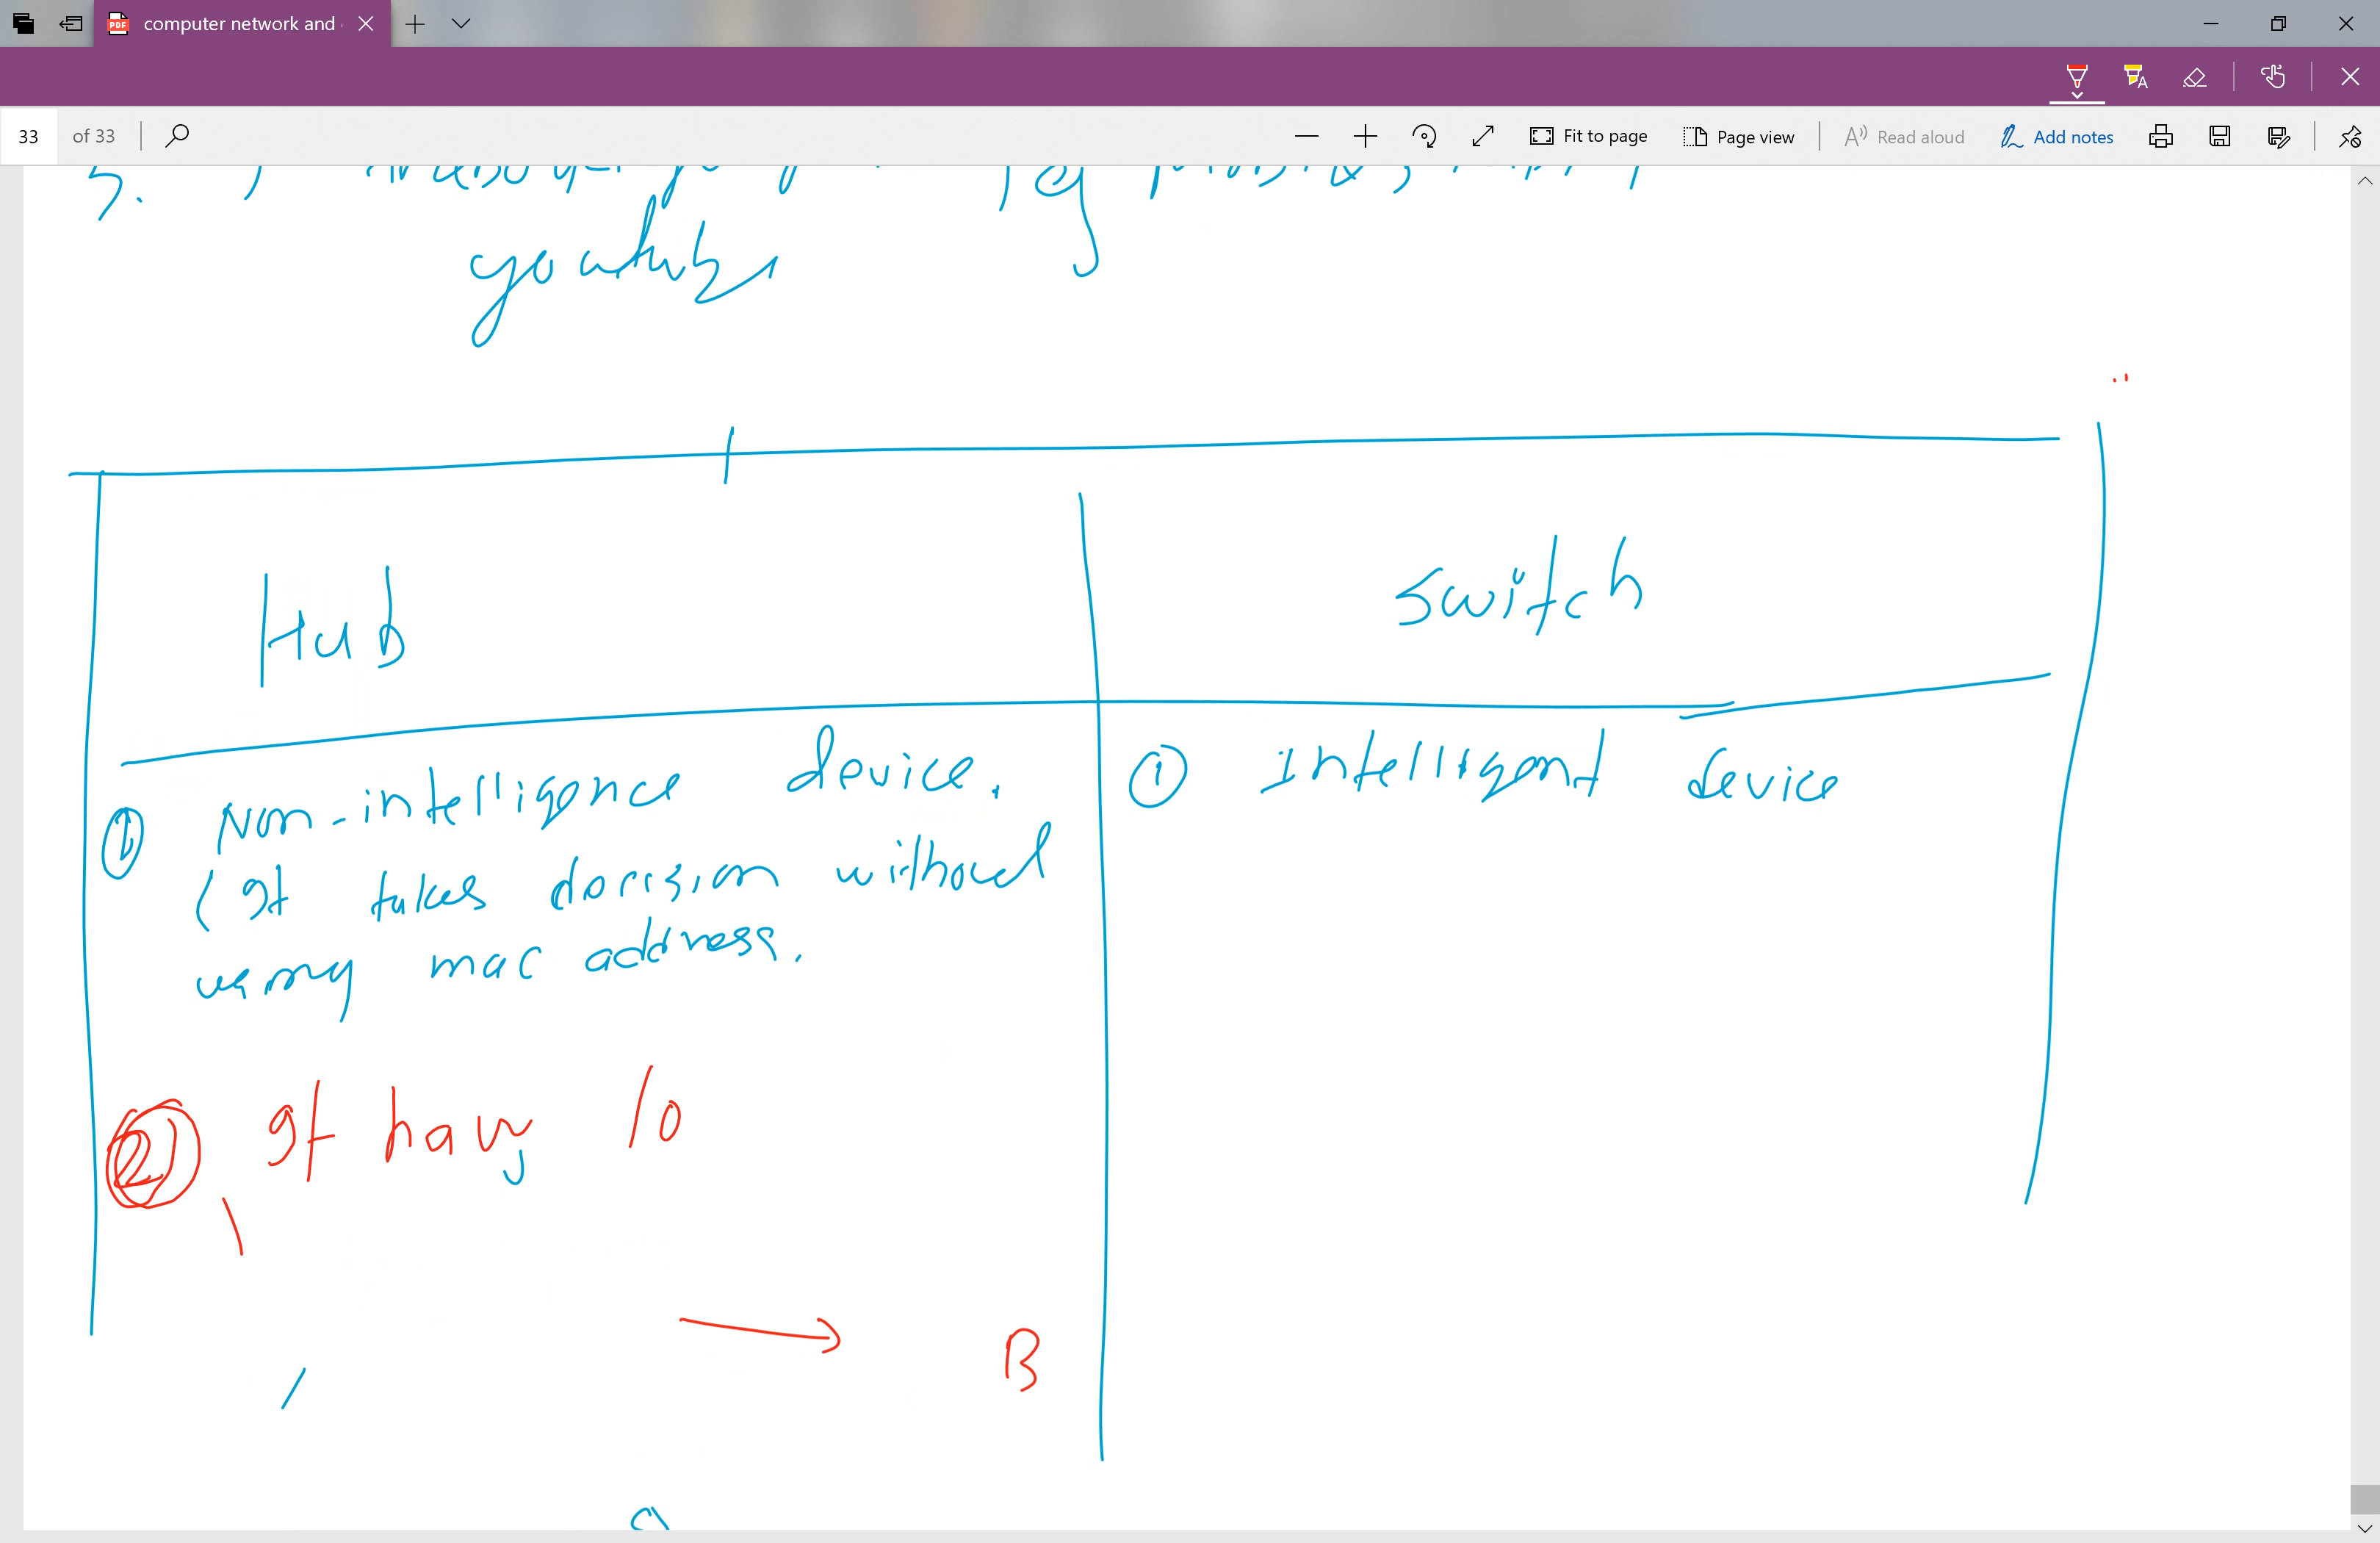 computer network and
33 of 33 Fit to page Page view Read aloud Add notes
5.
Hub Switch
① Non-intelligence device. ① Intelligent device
(It takes decision without
using mac address.
② It have 10
B